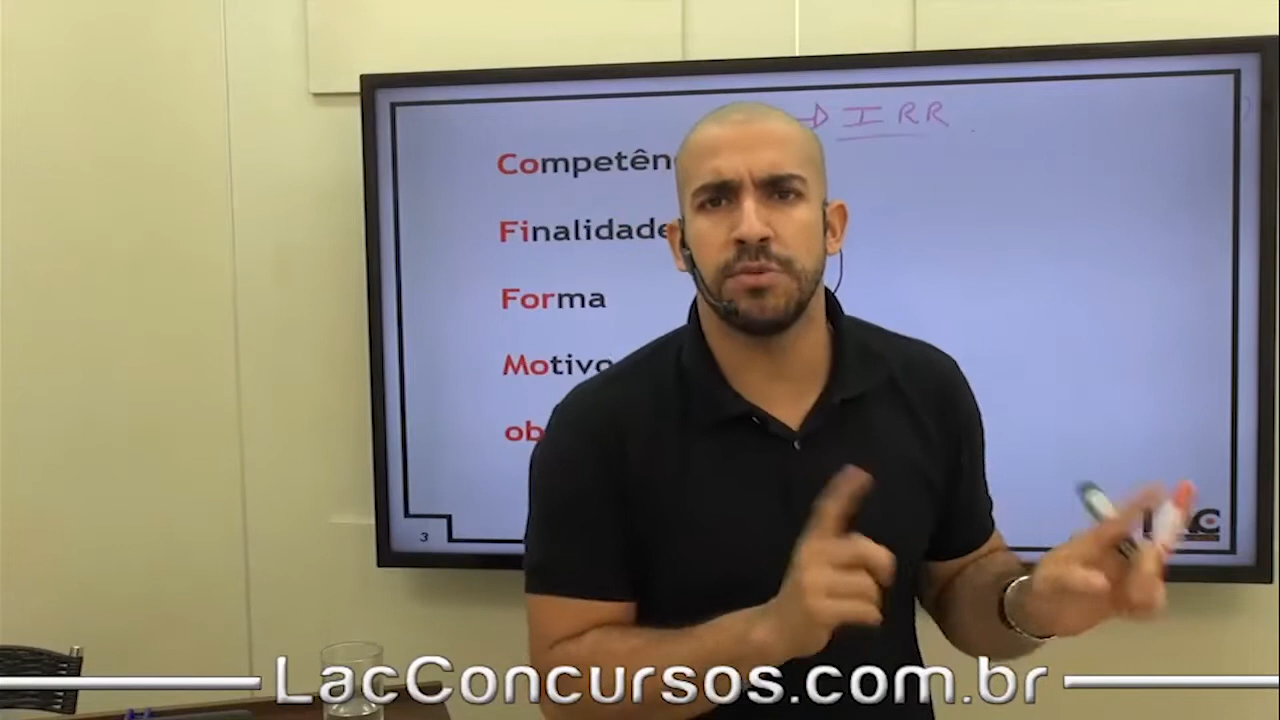 IRR
Competên
Finalidade
Forma
Motivo
ob
3
LacConcursos.com.br